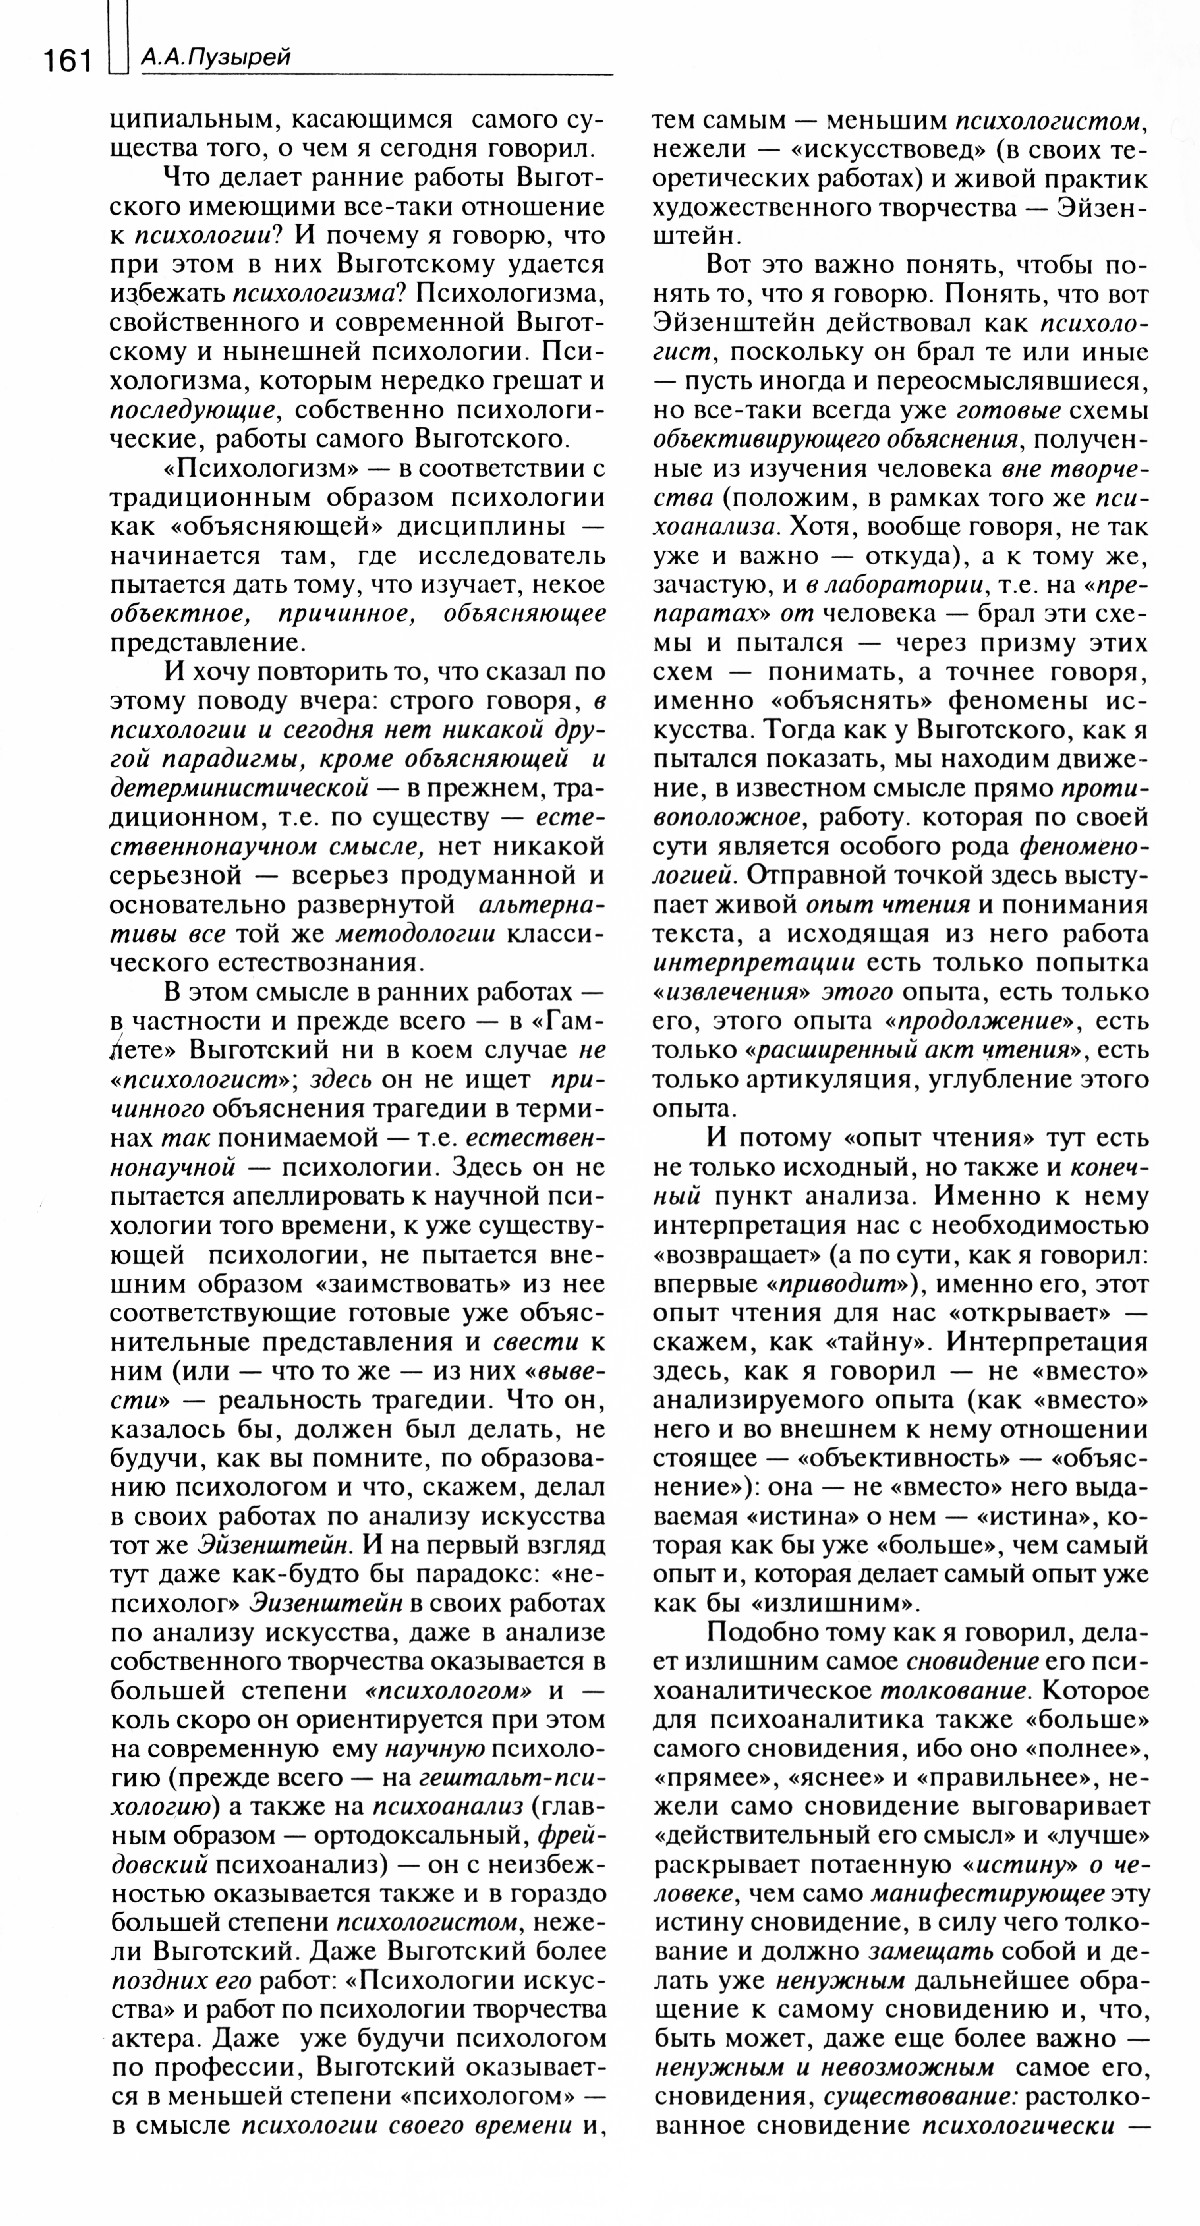 161
А.А.Пузырей
ципиальным, касающимся самого су-
щества того, о чем я сегодня говорил.
Что делает ранние работы Выгот-
ского имеющими все-таки отношение
к психологии? И почему я говорю, что
при этом в них Выготскому удается
избежать психологизма? Психологизма,
свойственного и современной Выгот-
скому и нынешней психологии. Пси-
хологизма, которым нередко грешат и
последующие, собственно психологи-
ческие, работы самого Выготского.
«Психологизм» — в соответствии с
традиционным образом психологии
как «объясняющей» дисциплины —
начинается там, где исследователь
пытается дать тому, что изучает, некое
объектное, причинное, объясняющее
представление.
И хочу повторить то, что сказал по
этому поводу вчера: строго говоря, в
психологии и сегодня нет никакой дру-
гой парадигмы, кроме объясняющей и
детерминистической — в прежнем, тра-
диционном, т.е. по существу — есте-
ственнонаучном смысле, нет никакой
серьезной — всерьез продуманной и
основательно развернутой альтерна-
тивы все той же методологии класси-
ческого естествознания.
В этом смысле в ранних работах —
в частности и прежде всего — в «Гам-
лете» Выготский ни в коем случае не
«психологист»; здесь он не ищет при-
чинного объяснения трагедии в терми-
нах так понимаемой — т.е. естествен-
нонаучной — психологии. Здесь он не
пытается апеллировать к научной пси-
хологии того времени, к уже существу-
ющей психологии, не пытается вне-
шним образом «заимствовать» из нее
соответствующие готовые уже объяс-
нительные представления и свести к
ним (или — что то же — из них «выве-
сти» — реальность трагедии. Что он,
казалось бы, должен был делать, не
будучи, как вы помните, по образова-
нию психологом и что, скажем, делал
в своих работах по анализу искусства
тот же Эйзенштейн. И на первый взгляд
тут даже как-будто бы парадокс: «не-
психолог» Эизенштейн в своих работах
по анализу искусства, даже в анализе
собственного творчества оказывается в
большей степени «психологом» и —
коль скоро он ориентируется при этом
на современную ему научную психоло-
гию (прежде всего — на гештальт-пси-
хологию) а также на психоанализ (глав-
ным образом — ортодоксальный, фрей-
довский психоанализ) — он с неизбеж-
ностью оказывается также и в гораздо
большей степени психологистом, неже-
ли Выготский. Даже Выготский более
поздних его работ: «Психологии искус-
ства» и работ по психологии творчества
актера. Даже уже будучи психологом
по профессии, Выготский оказывает-
ся в меньшей степени «психологом» —
в смысле психологии своего времени и,
тем самым — меньшим психологистом,
нежели — «искусствовед» (в своих те-
оретических работах) и живой практик
художественного творчества — Эйзен-
штейн.
Вот это важно понять, чтобы по-
нять то, что я говорю. Понять, что вот
Эйзенштейн действовал как психоло-
гист, поскольку он брал те или иные
— пусть иногда и переосмыслявшиеся,
но все-таки всегда уже готовые схемы
объективирующего объяснения, получен-
ные из изучения человека вне творче-
ства (положим, в рамках того же пси-
хоанализа. Хотя, вообще говоря, не так
уже и важно — откуда), а к тому же,
зачастую, и в лаборатории, т.е. на «пре-
паратах» от человека — брал эти схе-
мы и пытался — через призму этих
схем — понимать, а точнее говоря,
именно «объяснять» феномены ис-
кусства. Тогда как у Выготского, как я
пытался показать, мы находим движе-
ние, в известном смысле прямо проти-
воположное, работу. которая по своей
сути является особого рода феномено-
логией. Отправной точкой здесь высту-
пает живой опыт чтения и понимания
текста, а исходящая из него работа
интерпретации есть только попытка
«извлечения» этого опыта, есть только
его, этого опыта «продолжение», есть
только «расширенный акт чтения», есть
только артикуляция, углубление этого
опыта.
И потому «опыт чтения» тут есть
не только исходный, но также и конеч-
ный пункт анализа. Именно к нему
интерпретация нас с необходимостью
«возвращает» (а по сути, как я говорил:
впервые «приводит»), именно его, этот
опыт чтения для нас «открывает» —
скажем, как «тайну». Интерпретация
здесь, как я говорил — не «вместо»
анализируемого опыта (как «вместо»
него и во внешнем к нему отношении
стоящее — «объективность» — «объяс-
нение»): она — не «вместо» него выда-
ваемая «истина» о нем — «истина», ко-
торая как бы уже «больше», чем самый
опыт и, которая делает самый опыт уже
как бы «излишним».
Подобно тому как я говорил, дела-
ет излишним самое сновидение его пси-
хоаналитическое толкование. Которое
для психоаналитика также «больше»
самого сновидения, ибо оно «полнее»,
«прямее», «яснее» и «правильнее», не-
жели само сновидение выговаривает
«действительный его смысл» и «лучше»
раскрывает потаенную «истину» о че-
ловеке, чем само манифестирующее эту
истину сновидение, в силу чего толко-
вание и должно замещать собой и де-
лать уже ненужным дальнейшее обра-
щение к самому сновидению и, что,
быть может, даже еще более важно —
ненужным и невозможным самое его,
сновидения, существование: растолко-
ванное сновидение психологически —